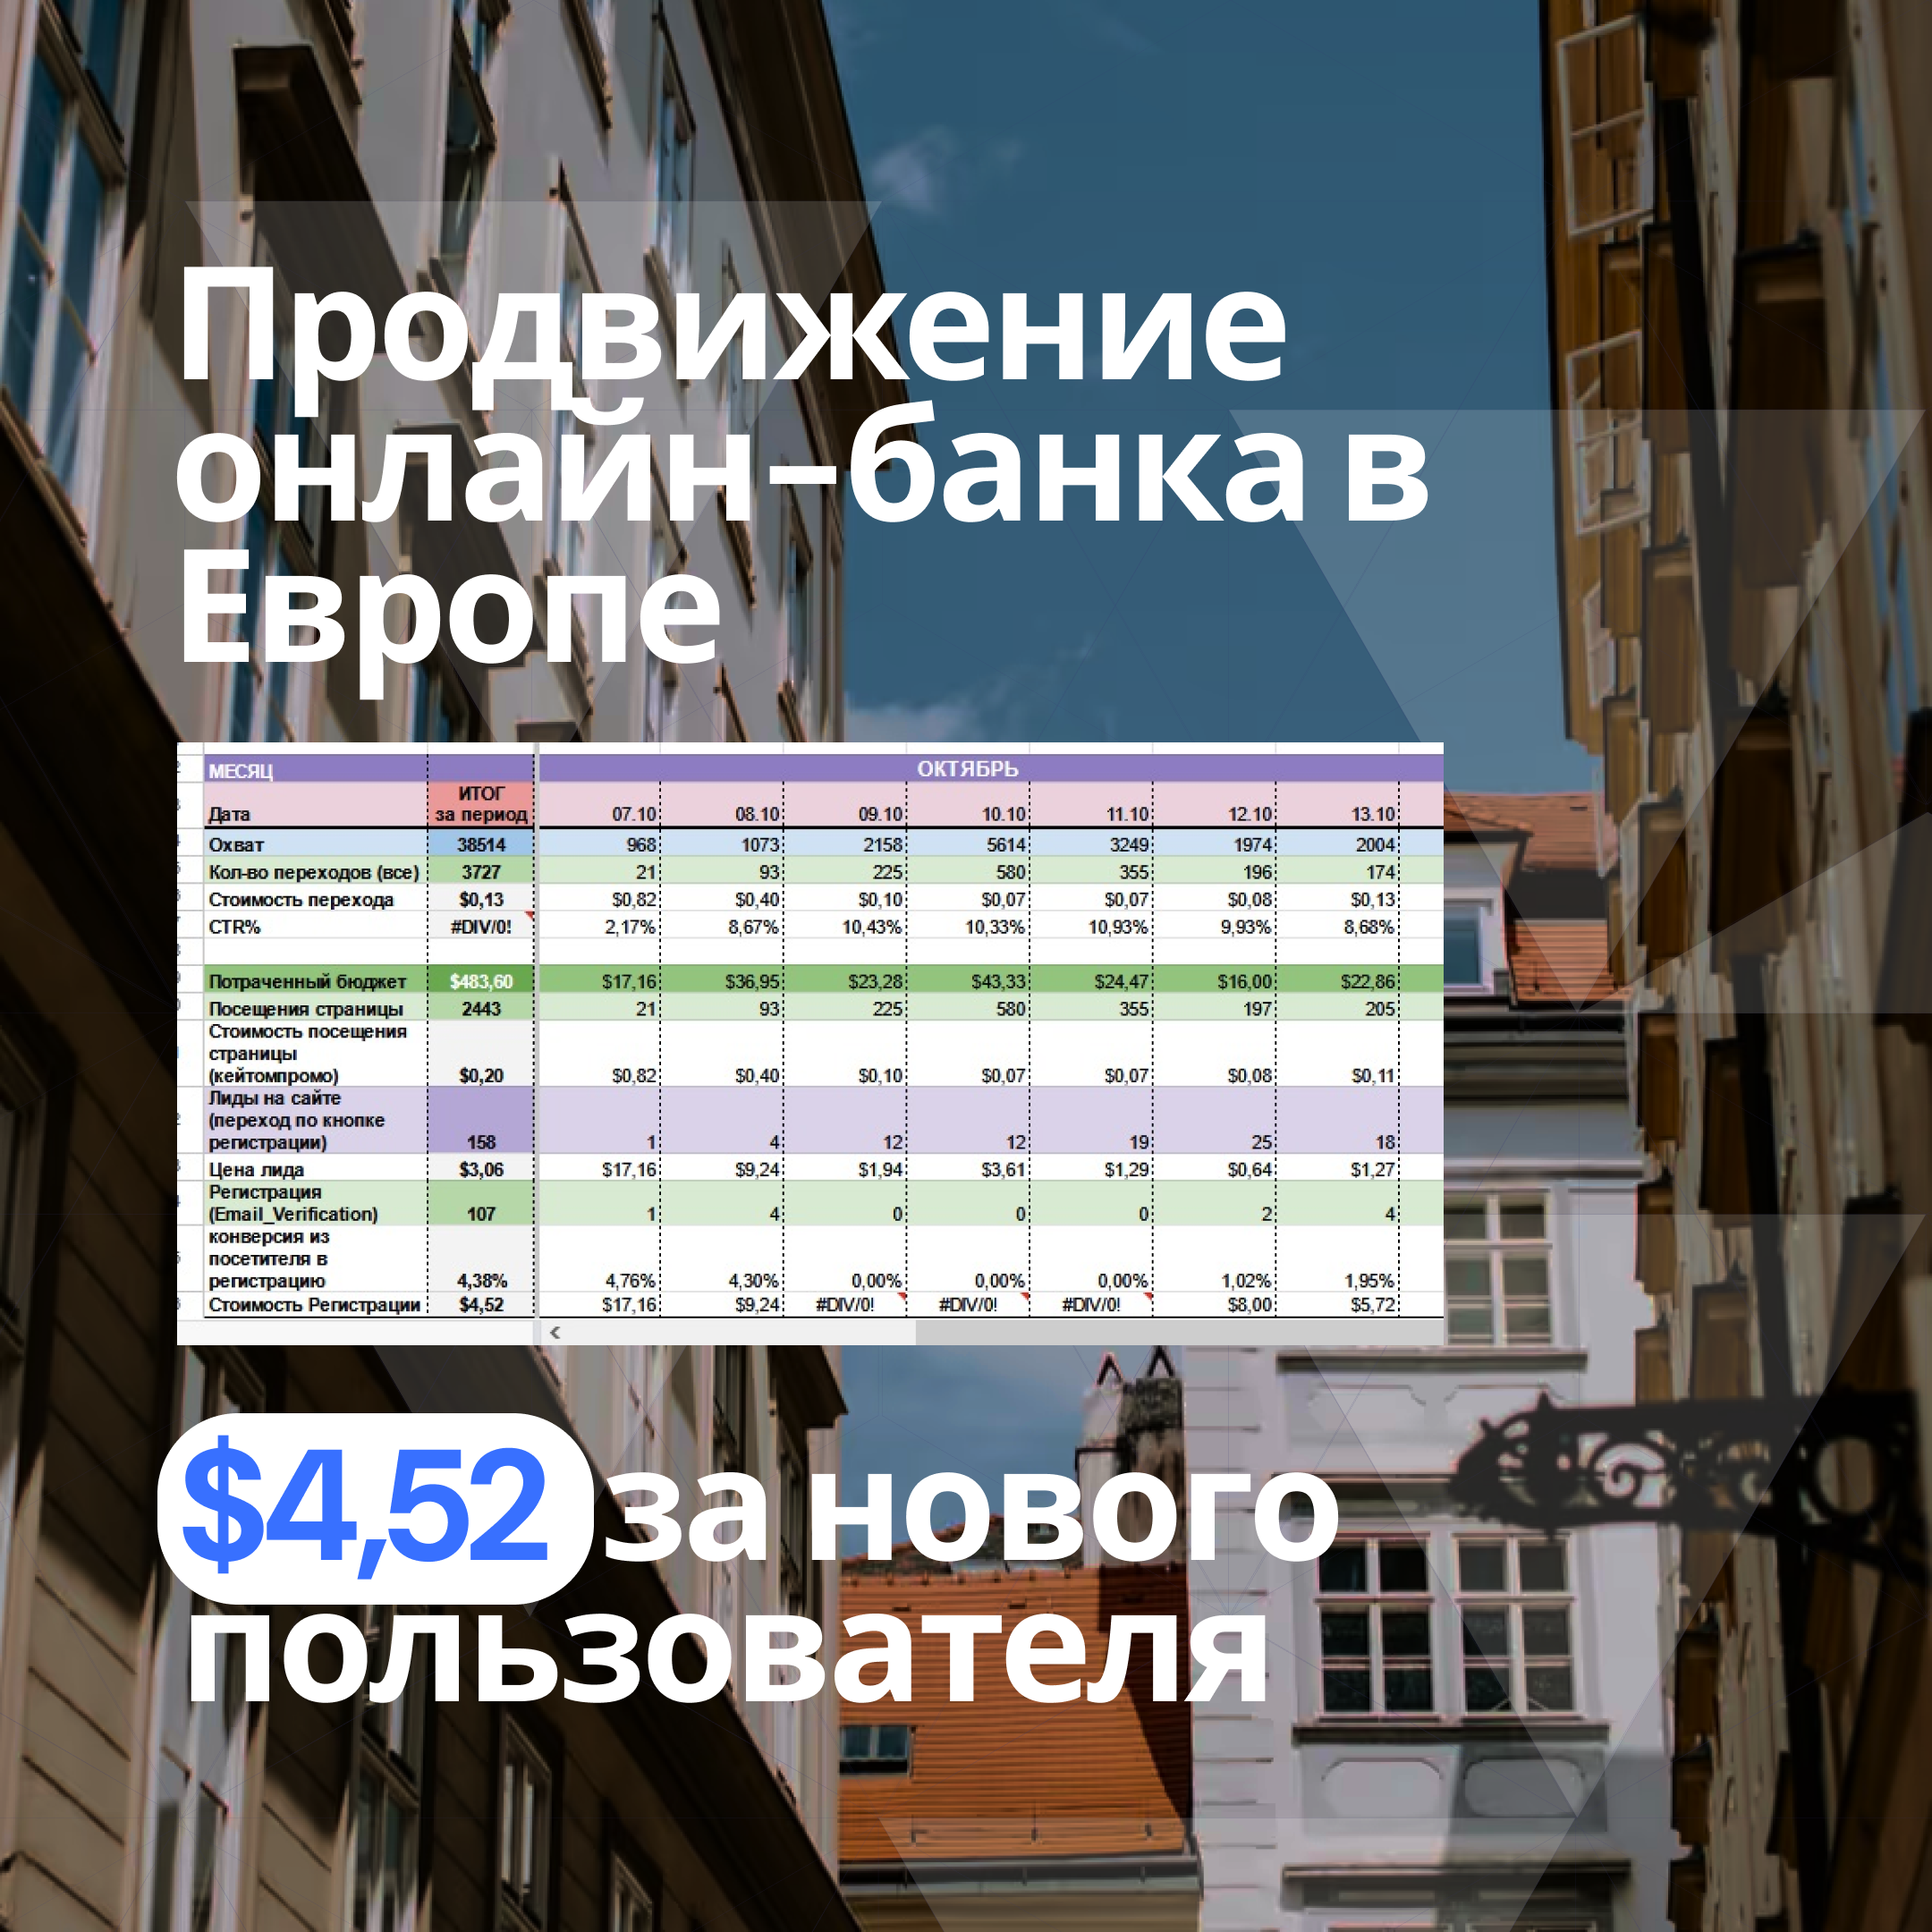 Продвижение
онлайн-банка в
Европе
МЕСЯЦ ОКТЯБРЬ
Дата ИТОГ за период 07.10 08.10 09.10 10.10 11.10 12.10 13.10
Охват 38514 968 1073 2158 5614 3249 1974 2004
Кол-во переходов (все) 3727 21 93 225 580 355 196 174
Стоимость перехода $0,13 $0,82 $0,40 $0,10 $0,07 $0,07 $0,08 $0,13
CTR% #DIV/0! 2,17% 8,67% 10,43% 10,33% 10,93% 9,93% 8,68%
Потраченный бюджет $483,60 $17,16 $36,95 $23,28 $43,33 $24,47 $16,00 $22,86
Посещения страницы 2443 21 93 225 580 355 197 205
Стоимость посещения
страницы
(кейтомпромо) $0,20 $0,82 $0,40 $0,10 $0,07 $0,07 $0,08 $0,11
Лиды на сайте
(переход по кнопке
регистрации) 158 1 4 12 12 19 25 18
Цена лида $3,06 $17,16 $9,24 $1,94 $3,61 $1,29 $0,64 $1,27
Регистрация
(Email_Verification) 107 1 4 0 0 0 2 4
конверсия из
посетителя в
регистрацию 4,38% 4,76% 4,30% 0,00% 0,00% 0,00% 1,02% 1,95%
Стоимость Регистрации $4,52 $17,16 $9,24 #DIV/0! #DIV/0! #DIV/0! $8,00 $5,72
$4,52 за нового
пользователя